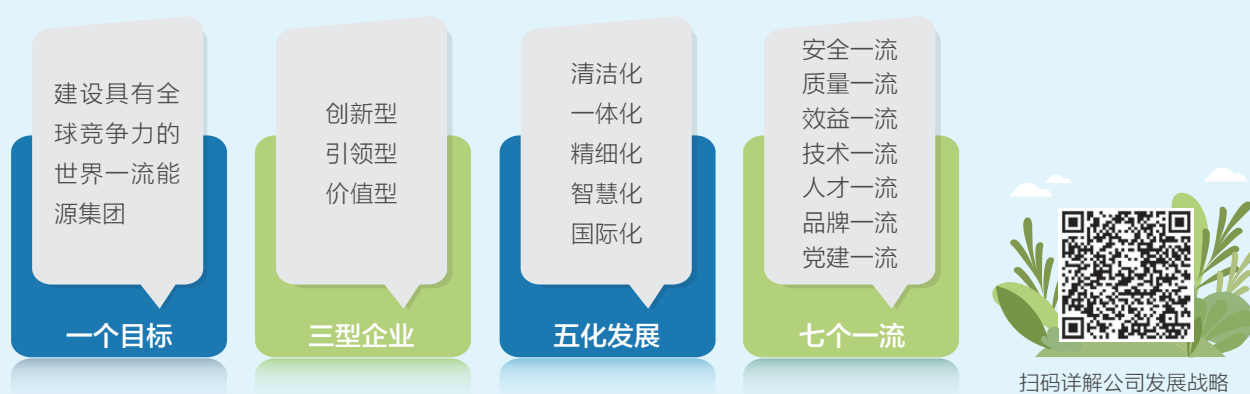 建设具有全
球竞争力的
世界一流能
源集团
一个目标
创新型
引领型
价值型
三型企业
清洁化
一体化
精细化
智慧化
国际化
五化发展
安全一流
质量一流
效益一流
技术一流
人才一流
品牌一流
党建一流
七个一流
扫码详解公司发展战略